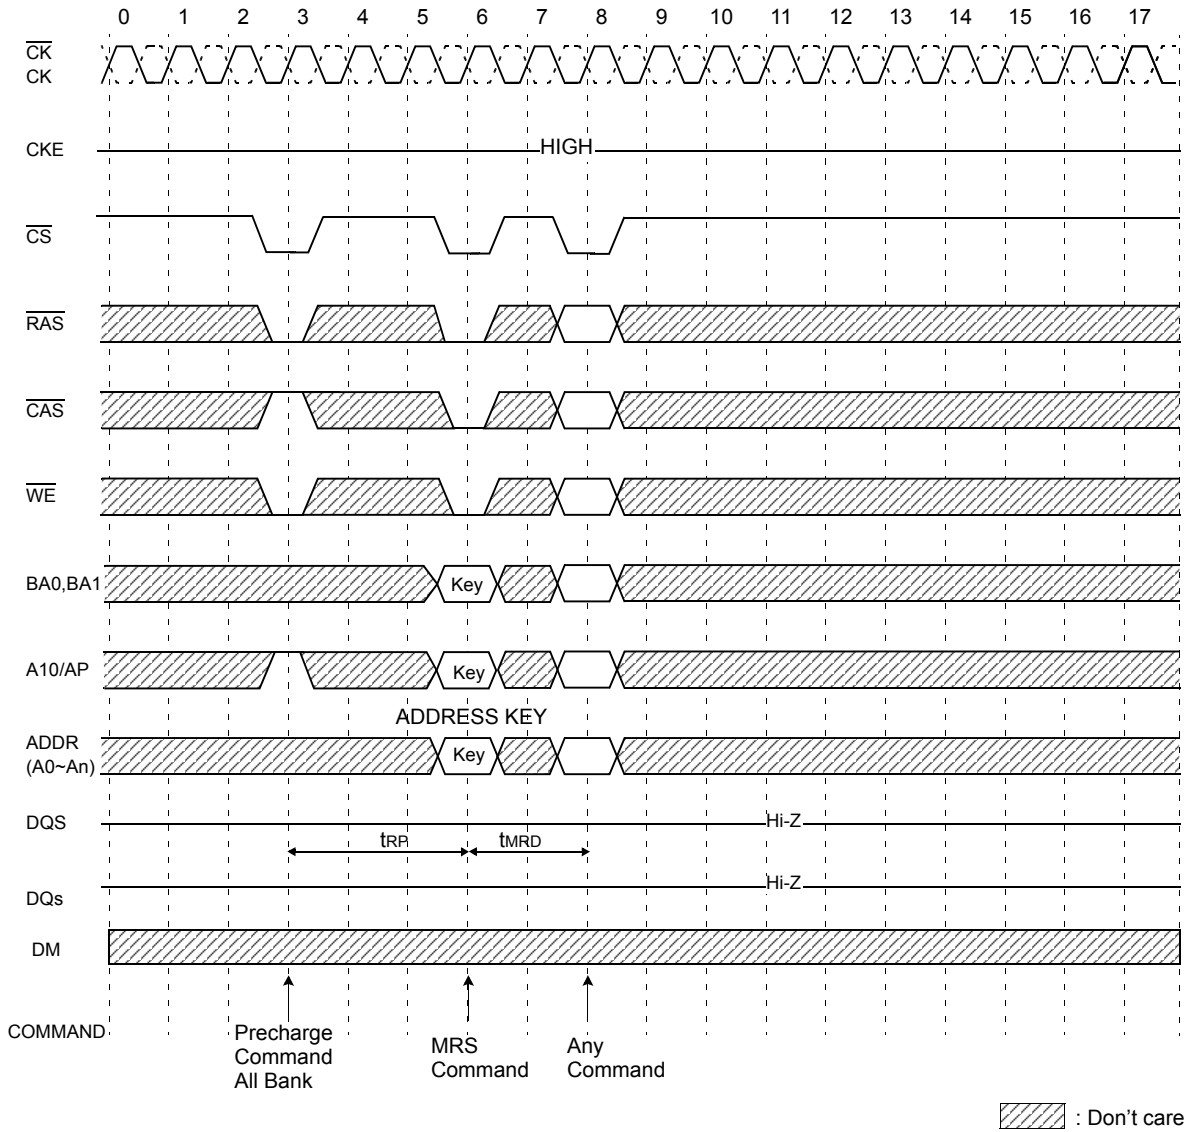 0 1 2 3 4 5 6 7 8 9 10 11 12 13 14 15 16 17
CK
CK
CKE
HIGH
CS
RAS
CAS
WE
BA0,BA1
Key
A10/AP
Key
ADDRESS KEY
ADDR
(A0~An)
Key
DQS
Hi-Z
tRP
tMRD
DQs
Hi-Z
DM
COMMAND
Precharge
Command
All Bank
MRS
Command
Any
Command
: Don't care